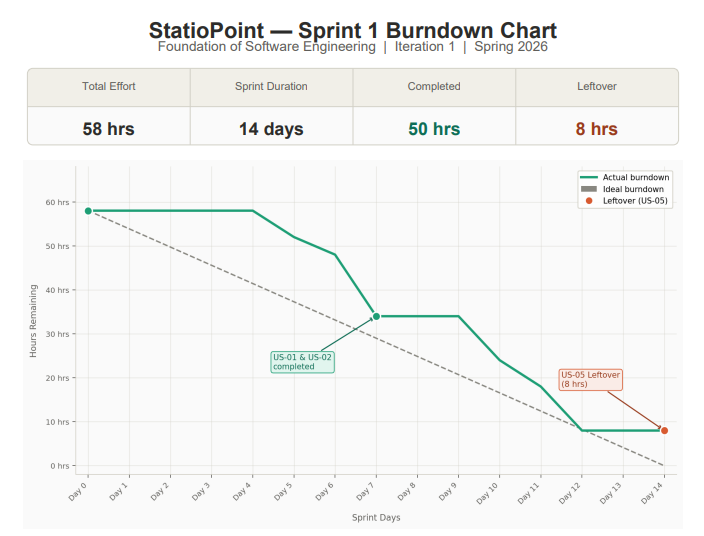 StatioPoint — Sprint 1 Burndown Chart
Foundation of Software Engineering | Iteration 1 | Spring 2026
Total Effort
Sprint Duration
Completed
Leftover
58 hrs
14 days
50 hrs
8 hrs
Actual burndown
Ideal burndown
Leftover (US-05)
Hours Remaining
60 hrs
50 hrs
40 hrs
30 hrs
20 hrs
10 hrs
0 hrs
US-01 & US-02
completed
US-05 Leftover
(8 hrs)
Day 0
Day 1
Day 2
Day 3
Day 4
Day 5
Day 6
Day 7
Day 8
Day 9
Day 10
Day 11
Day 12
Day 13
Day 14
Sprint Days